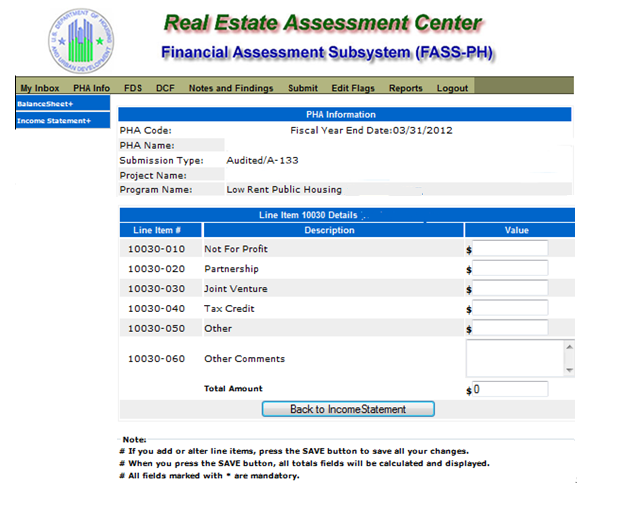 U.S. DEPARTMENT OF HOUSING AND URBAN DEVELOPMENT
Real Estate Assessment Center
Financial Assessment Subsystem (FASS-PH)
My Inbox PHA Info FDS DCF Notes and Findings Submit Edit Flags Reports Logout
BalanceSheet+
Income Statement+
PHA Information
PHA Code: Fiscal Year End Date:03/31/2012
PHA Name:
Submission Type: Audited/A-133
Project Name:
Program Name: Low Rent Public Housing
Line Item 10030 Details
Line Item # Description Value
10030-010 Not For Profit $
10030-020 Partnership $
10030-030 Joint Venture $
10030-040 Tax Credit $
10030-050 Other $
10030-060 Other Comments
Total Amount $ 0
Back to IncomeStatement
Note:
# If you add or alter line items, press the SAVE button to save all your changes.
# When you press the SAVE button, all totals fields will be calculated and displayed.
# All fields marked with * are mandatory.